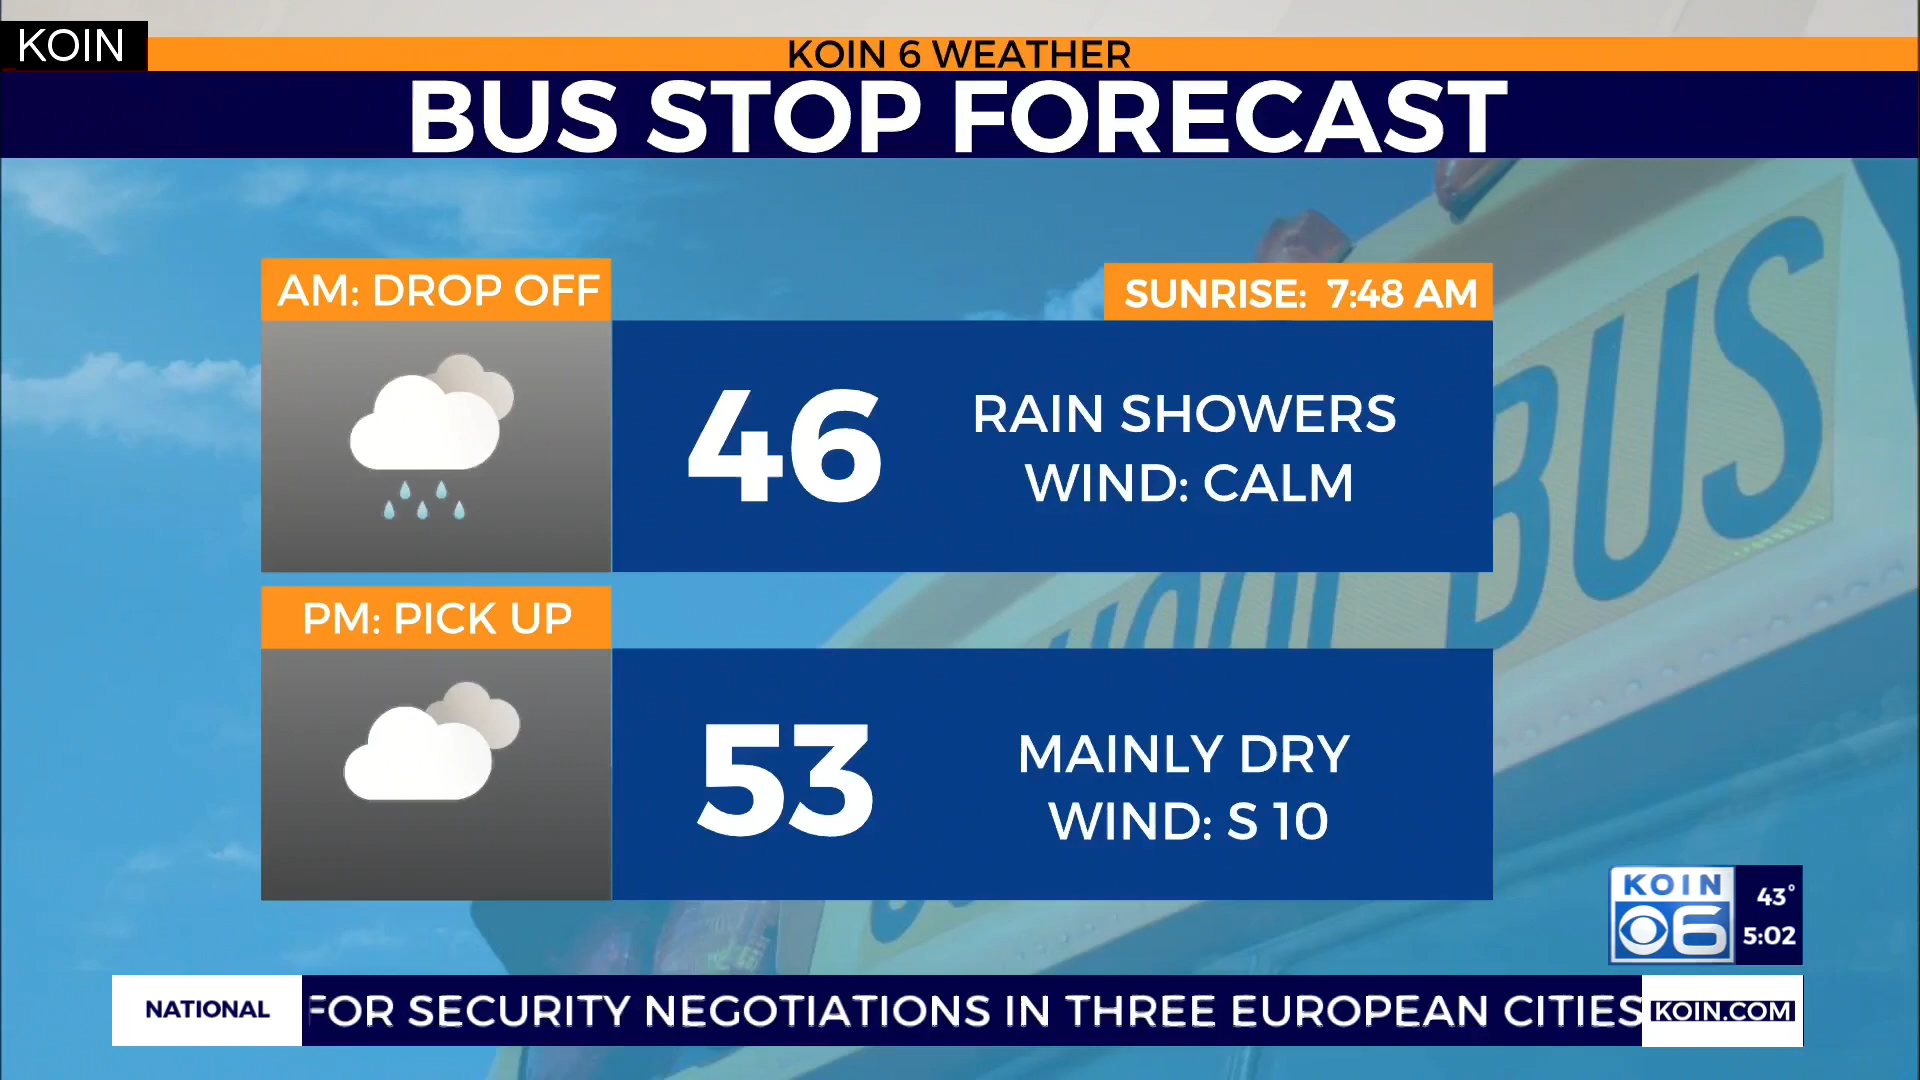 KOIN
KOIN 6 WEATHER
BUS STOP FORECAST
AM: DROP OFF
SUNRISE: 7:48 AM
46
RAIN SHOWERS
WIND: CALM
PM: PICK UP
53
MAINLY DRY
WIND: S 10
BUS
KOIN
6
43°
5:02
NATIONAL
FOR SECURITY NEGOTIATIONS IN THREE EUROPEAN CITIES
KOIN.COM